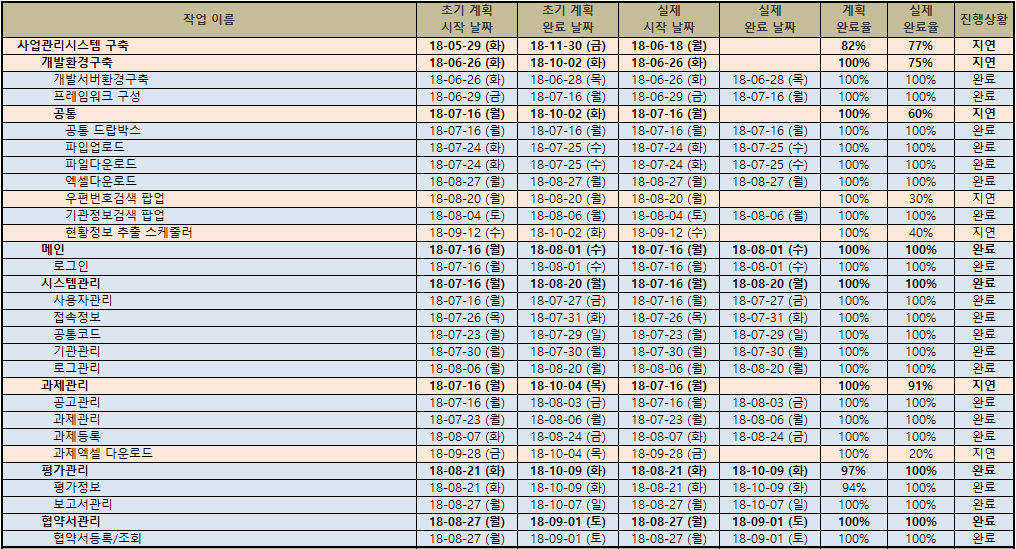 작업 이름 초기 계획 시작 날짜 초기 계획 완료 날짜 실제 시작 날짜 실제 완료 날짜 계획 완료율 실제 완료율 진행상황
사업관리시스템 구축 18-05-29 (화) 18-11-30 (금) 18-06-18 (월) 82% 77% 지연
개발환경구축 18-06-26 (화) 18-10-02 (화) 18-06-26 (화) 100% 75% 지연
개발서버환경구축 18-06-26 (화) 18-06-28 (목) 18-06-26 (화) 18-06-28 (목) 100% 100% 완료
프레임워크 구성 18-06-29 (금) 18-07-16 (월) 18-06-29 (금) 18-07-16 (월) 100% 100% 완료
공통 18-07-16 (월) 18-10-02 (화) 18-07-16 (월) 100% 60% 지연
공통 드랍박스 18-07-16 (월) 18-07-16 (월) 18-07-16 (월) 18-07-16 (월) 100% 100% 완료
파입업로드 18-07-24 (화) 18-07-25 (수) 18-07-24 (화) 18-07-25 (수) 100% 100% 완료
파일다운로드 18-07-24 (화) 18-07-25 (수) 18-07-24 (화) 18-07-25 (수) 100% 100% 완료
엑셀다운로드 18-08-27 (월) 18-08-27 (월) 18-08-27 (월) 18-08-27 (월) 100% 100% 완료
우편번호검색 팝업 18-08-20 (월) 18-08-20 (월) 18-08-20 (월) 100% 30% 지연
기관정보검색 팝업 18-08-04 (토) 18-08-06 (월) 18-08-04 (토) 18-08-06 (월) 100% 100% 완료
현황정보 추출 스케줄러 18-09-12 (수) 18-10-02 (화) 18-09-12 (수) 100% 40% 지연
메인 18-07-16 (월) 18-08-01 (수) 18-07-16 (월) 18-08-01 (수) 100% 100% 완료
로그인 18-07-16 (월) 18-08-01 (수) 18-07-16 (월) 18-08-01 (수) 100% 100% 완료
시스템관리 18-07-16 (월) 18-08-20 (월) 18-07-16 (월) 18-08-20 (월) 100% 100% 완료
사용자관리 18-07-16 (월) 18-07-27 (금) 18-07-16 (월) 18-07-27 (금) 100% 100% 완료
접속정보 18-07-26 (목) 18-07-31 (화) 18-07-26 (목) 18-07-31 (화) 100% 100% 완료
공통코드 18-07-23 (월) 18-07-29 (일) 18-07-23 (월) 18-07-29 (일) 100% 100% 완료
기관관리 18-07-30 (월) 18-07-30 (월) 18-07-30 (월) 18-07-30 (월) 100% 100% 완료
로그관리 18-08-06 (월) 18-08-20 (월) 18-08-06 (월) 18-08-20 (월) 100% 100% 완료
과제관리 18-07-16 (월) 18-10-04 (목) 18-07-16 (월) 100% 91% 지연
공고관리 18-07-16 (월) 18-08-03 (금) 18-07-16 (월) 18-08-03 (금) 100% 100% 완료
과제관리 18-07-23 (월) 18-08-06 (월) 18-07-23 (월) 18-08-06 (월) 100% 100% 완료
과제등록 18-08-07 (화) 18-08-24 (금) 18-08-07 (화) 18-08-24 (금) 100% 100% 완료
과제엑셀 다운로드 18-09-28 (금) 18-10-04 (목) 18-09-28 (금) 100% 20% 지연
평가관리 18-08-21 (화) 18-10-09 (화) 18-08-21 (화) 18-10-09 (화) 97% 100% 완료
평가정보 18-08-21 (화) 18-10-09 (화) 18-08-21 (화) 18-10-09 (화) 94% 100% 완료
보고서관리 18-08-27 (월) 18-10-07 (일) 18-08-27 (월) 18-10-07 (일) 100% 100% 완료
협약서관리 18-08-27 (월) 18-09-01 (토) 18-08-27 (월) 18-09-01 (토) 100% 100% 완료
협약서등록/조회 18-08-27 (월) 18-09-01 (토) 18-08-27 (월) 18-09-01 (토) 100% 100% 완료